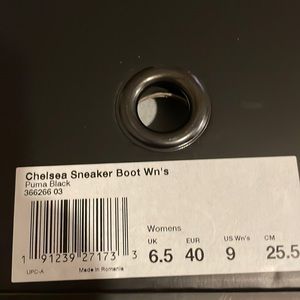 Chelsea Sneaker Boot Wn's
Puma Black
366266 03
Womens
UK EUR US Wn's CM
6.5 40 9 25.5
1 91239 27173 3
UPC-A Made in Romania